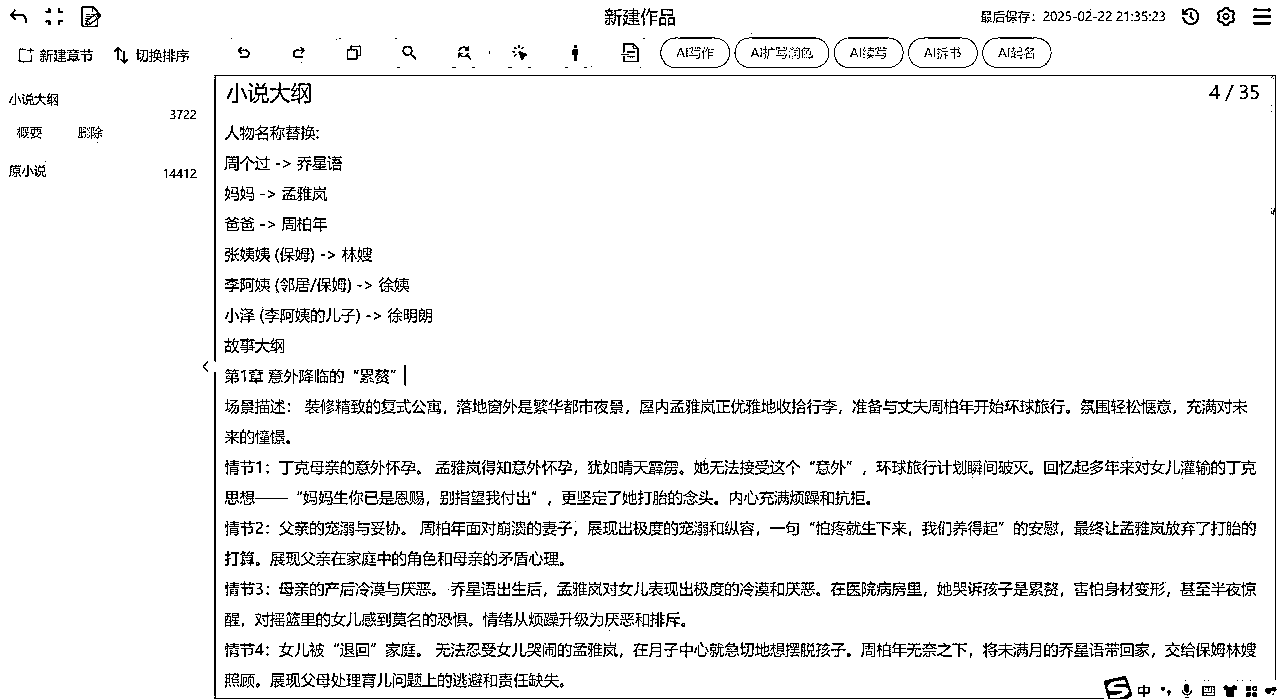 新建作品
最后保存：2025-02-22 21:35:23
新建章节 切换排序
AI写作 AI扩写润色 AI续写 AI拆书 AI起名
小说大纲
3722
概要 删除
原小说 14412
小说大纲 4 / 35
人物名称替换:
周个过 -> 乔星语
妈妈 -> 孟雅岚
爸爸 -> 周柏年
张姨姨 (保姆) -> 林嫂
李阿姨 (邻居/保姆) -> 徐姨
小泽 (李阿姨的儿子) -> 徐明朗
故事大纲
第1章 意外降临的“累赘”
场景描述： 装修精致的复式公寓，落地窗外是繁华都市夜景，屋内孟雅岚正优雅地收拾行李，准备与丈夫周柏年开始环球旅行。氛围轻松惬意，充满对未
来的憧憬。
情节1：丁克母亲的意外怀孕。 孟雅岚得知意外怀孕，犹如晴天霹雳。她无法接受这个“意外”，环球旅行计划瞬间破灭。回忆起多年来对女儿灌输的丁克
思想——“妈妈生你已是恩赐，别指望我付出”，更坚定了她打胎的念头。内心充满烦躁和抗拒。
情节2：父亲的宠溺与妥协。 周柏年面对崩溃的妻子，展现出极度的宠溺和纵容，一句“怕疼就生下来，我们养得起”的安慰，最终让孟雅岚放弃了打胎的
打算。展现父亲在家庭中的角色和母亲的矛盾心理。
情节3：母亲的产后冷漠与厌恶。 乔星语出生后，孟雅岚对女儿表现出极度的冷漠和厌恶。在医院病房里，她哭诉孩子是累赘，害怕身材变形，甚至半夜惊
醒，对摇篮里的女儿感到莫名的恐惧。情绪从烦躁升级为厌恶和排斥。
情节4：女儿被“退回”家庭。 无法忍受女儿哭闹的孟雅岚，在月子中心就急切地想摆脱孩子。周柏年无奈之下，将未满月的乔星语带回家，交给保姆林嫂
照顾。展现父母处理育儿问题上的逃避和责任缺失。
中